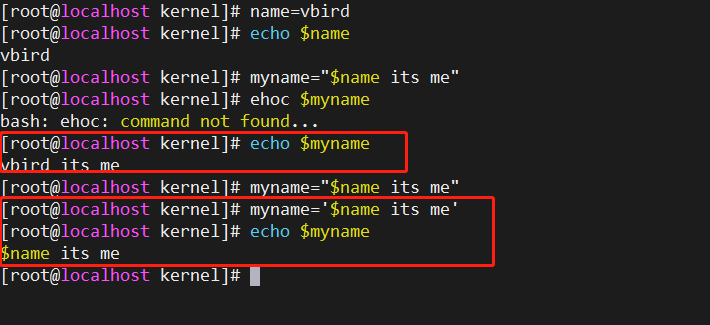 [root@localhost kernel]# name=vbird
[root@localhost kernel]# echo $name
vbird
[root@localhost kernel]# myname="$name its me"
[root@localhost kernel]# ehoc $myname
bash: ehoc: command not found...
[root@localhost kernel]# echo $myname
vbird its me
[root@localhost kernel]# myname="$name its me"
[root@localhost kernel]# myname='$name its me'
[root@localhost kernel]# echo $myname
$name its me
[root@localhost kernel]#